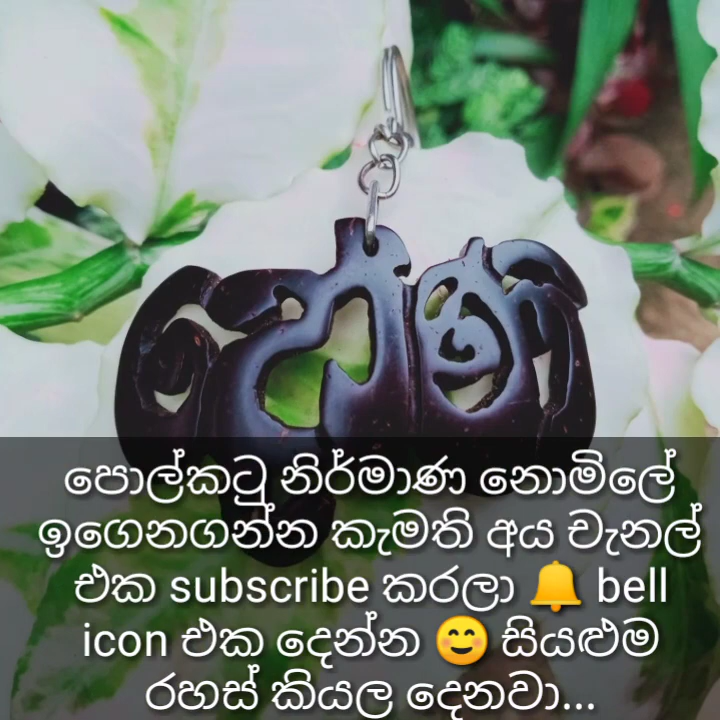 පොල්කටු නිර්මාණ නොමිලේ
ඉගෙනගන්න කැමති අය චැනල්
එක subscribe කරලා 🔔 bell
icon එක දෙන්න 😊 සියළුම
රහස් කියල දෙනවා...